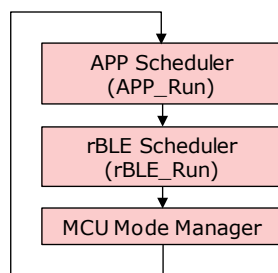 APP Scheduler
(APP_Run)
rBLE Scheduler
(rBLE_Run)
MCU Mode Manager